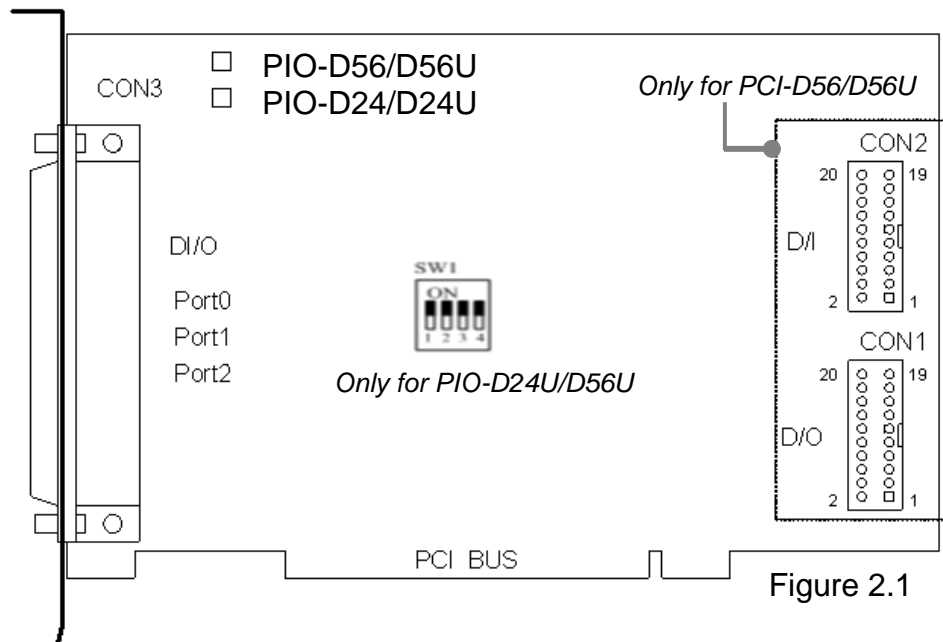 CON3
PIO-D56/D56U
PIO-D24/D24U
Only for PCI-D56/D56U
CON2
20 19
D/I
2 1
DI/O
Port0
Port1
Port2
SW1
ON
1 2 3 4
Only for PIO-D24U/D56U
CON1
20 19
D/O
2 1
PCI BUS
Figure 2.1